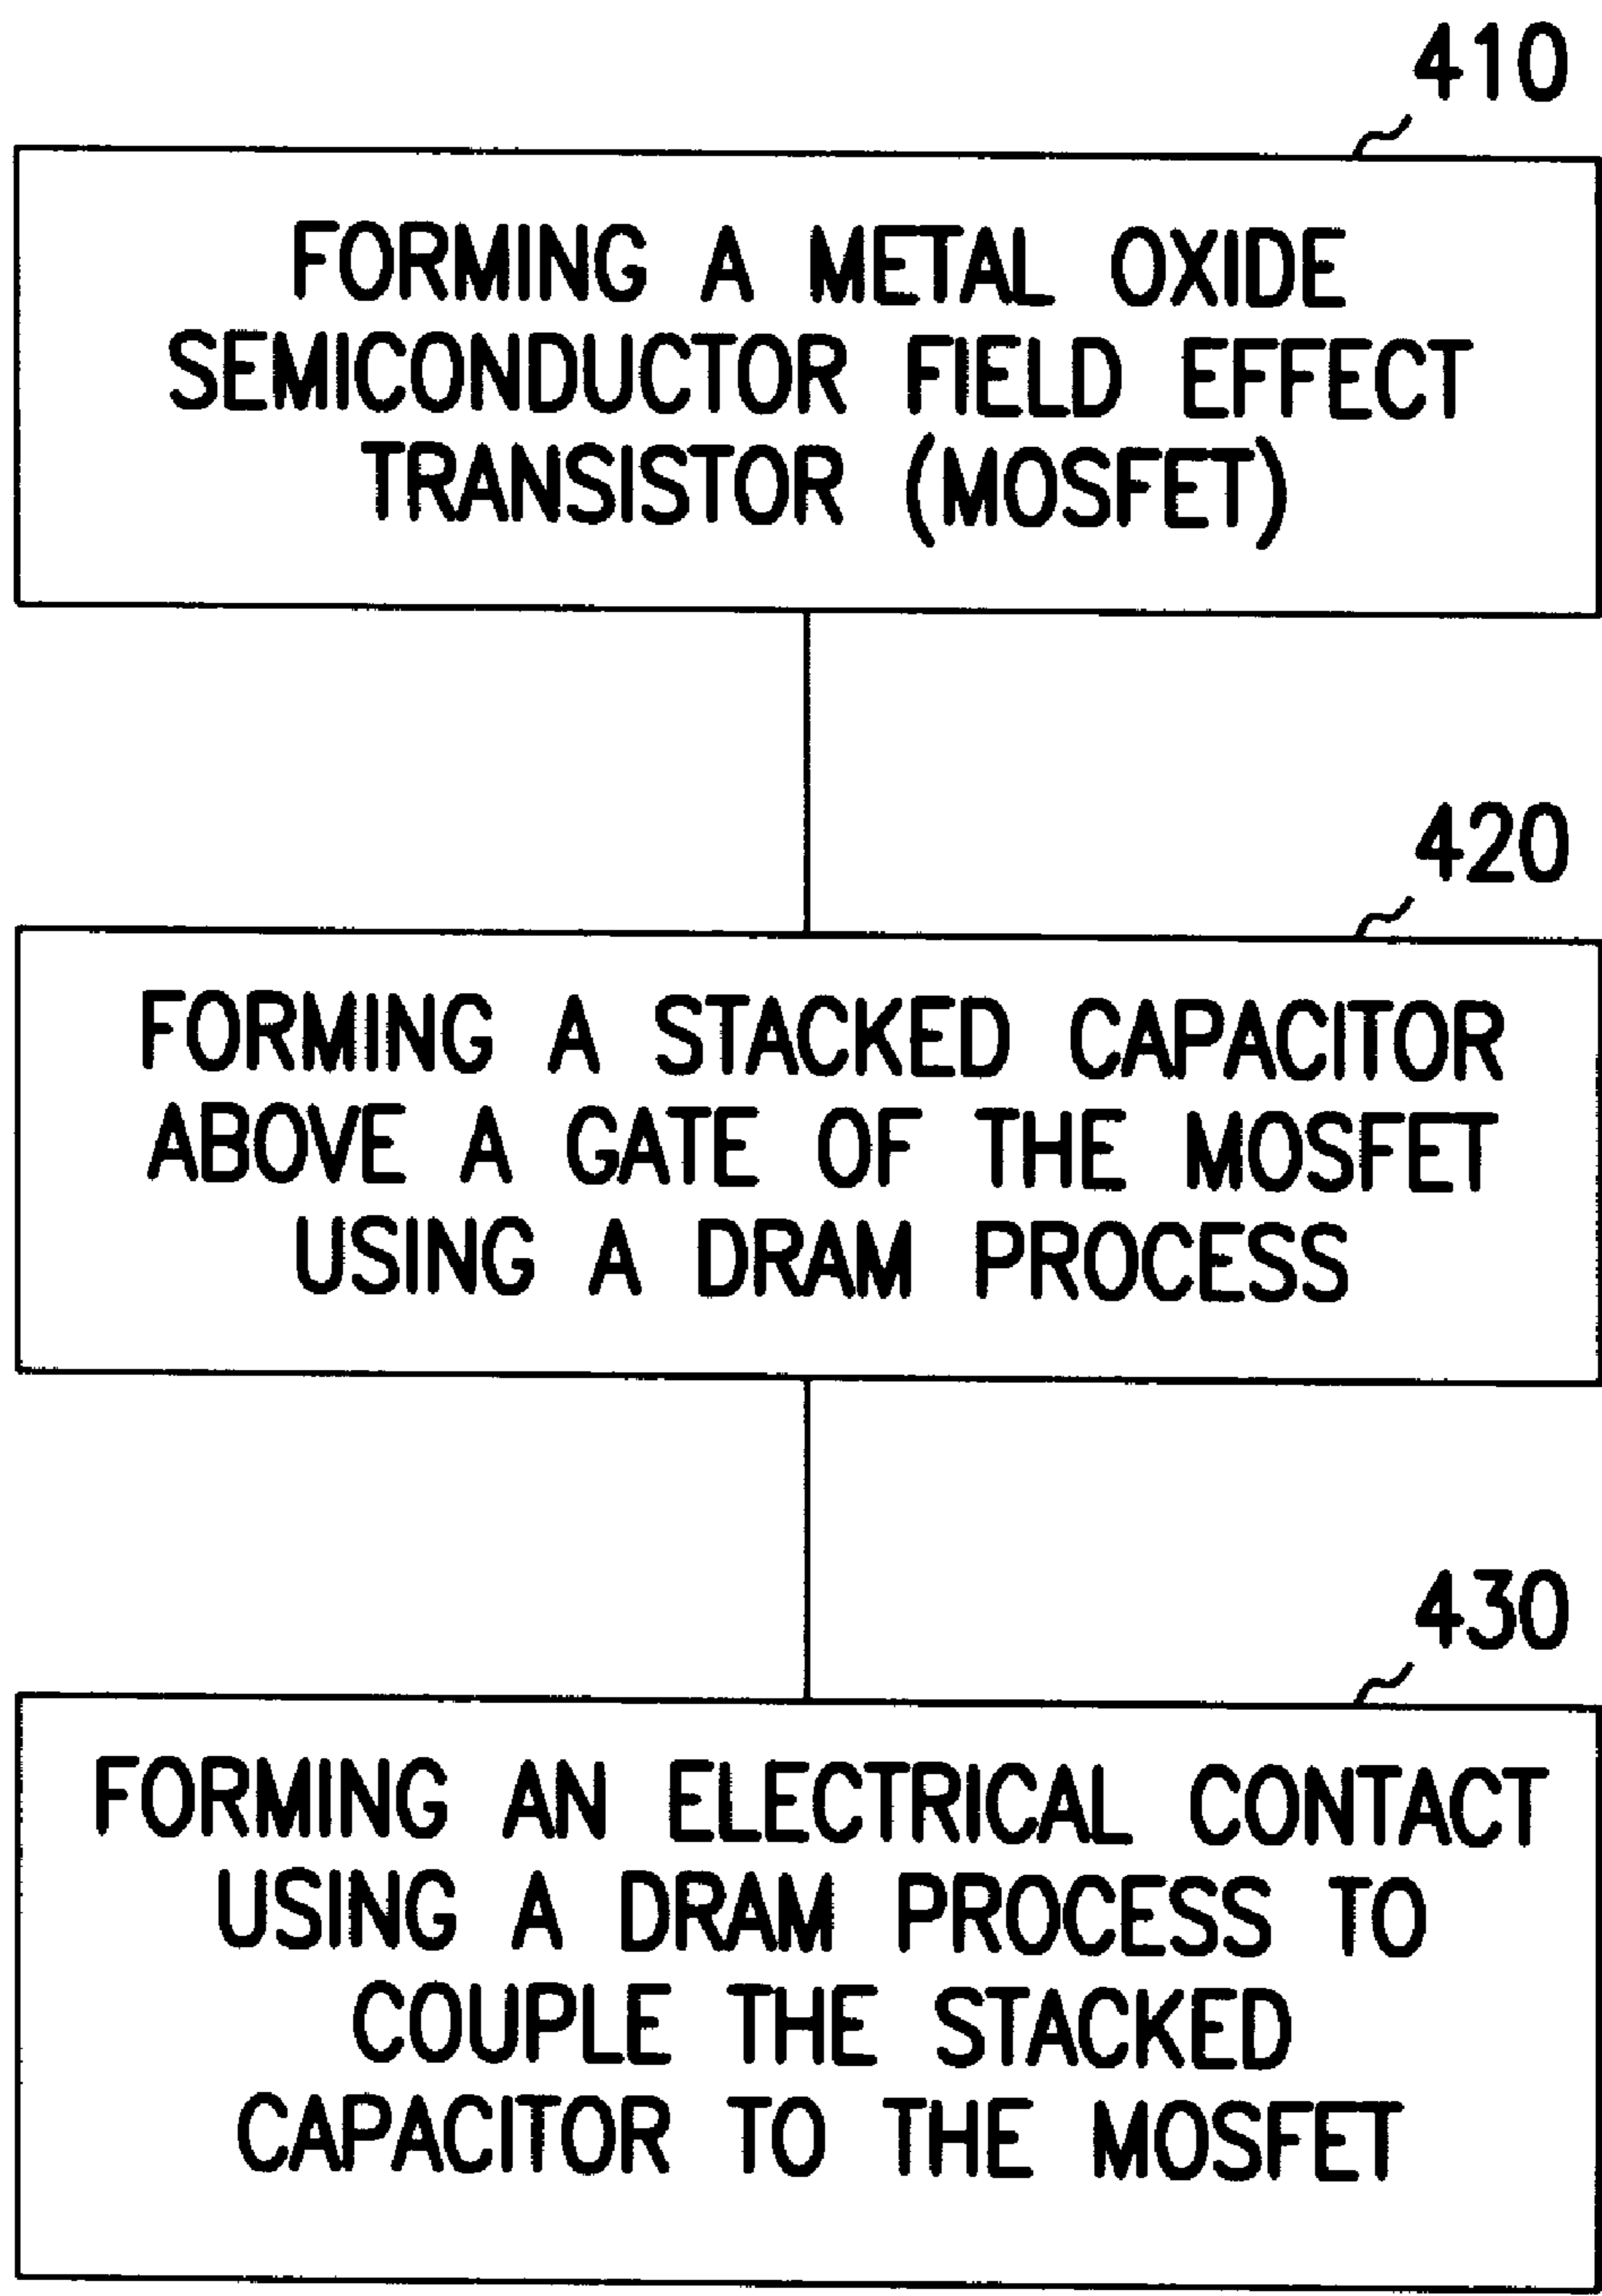 410
FORMING A METAL OXIDE
SEMICONDUCTOR FIELD EFFECT
TRANSISTOR (MOSFET)
420
FORMING A STACKED CAPACITOR
ABOVE A GATE OF THE MOSFET
USING A DRAM PROCESS
430
FORMING AN ELECTRICAL CONTACT
USING A DRAM PROCESS TO
COUPLE THE STACKED
CAPACITOR TO THE MOSFET